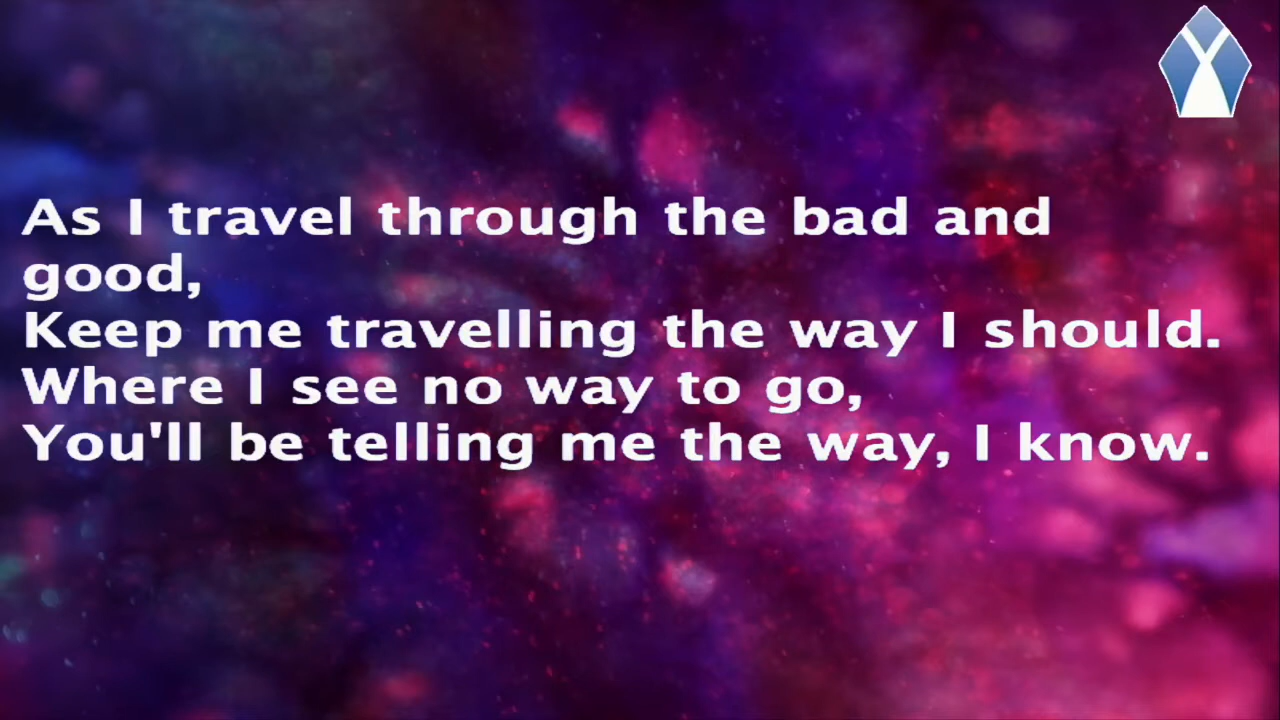 As I travel through the bad and
good,
Keep me travelling the way I should.
Where I see no way to go,
You'll be telling me the way, I know.